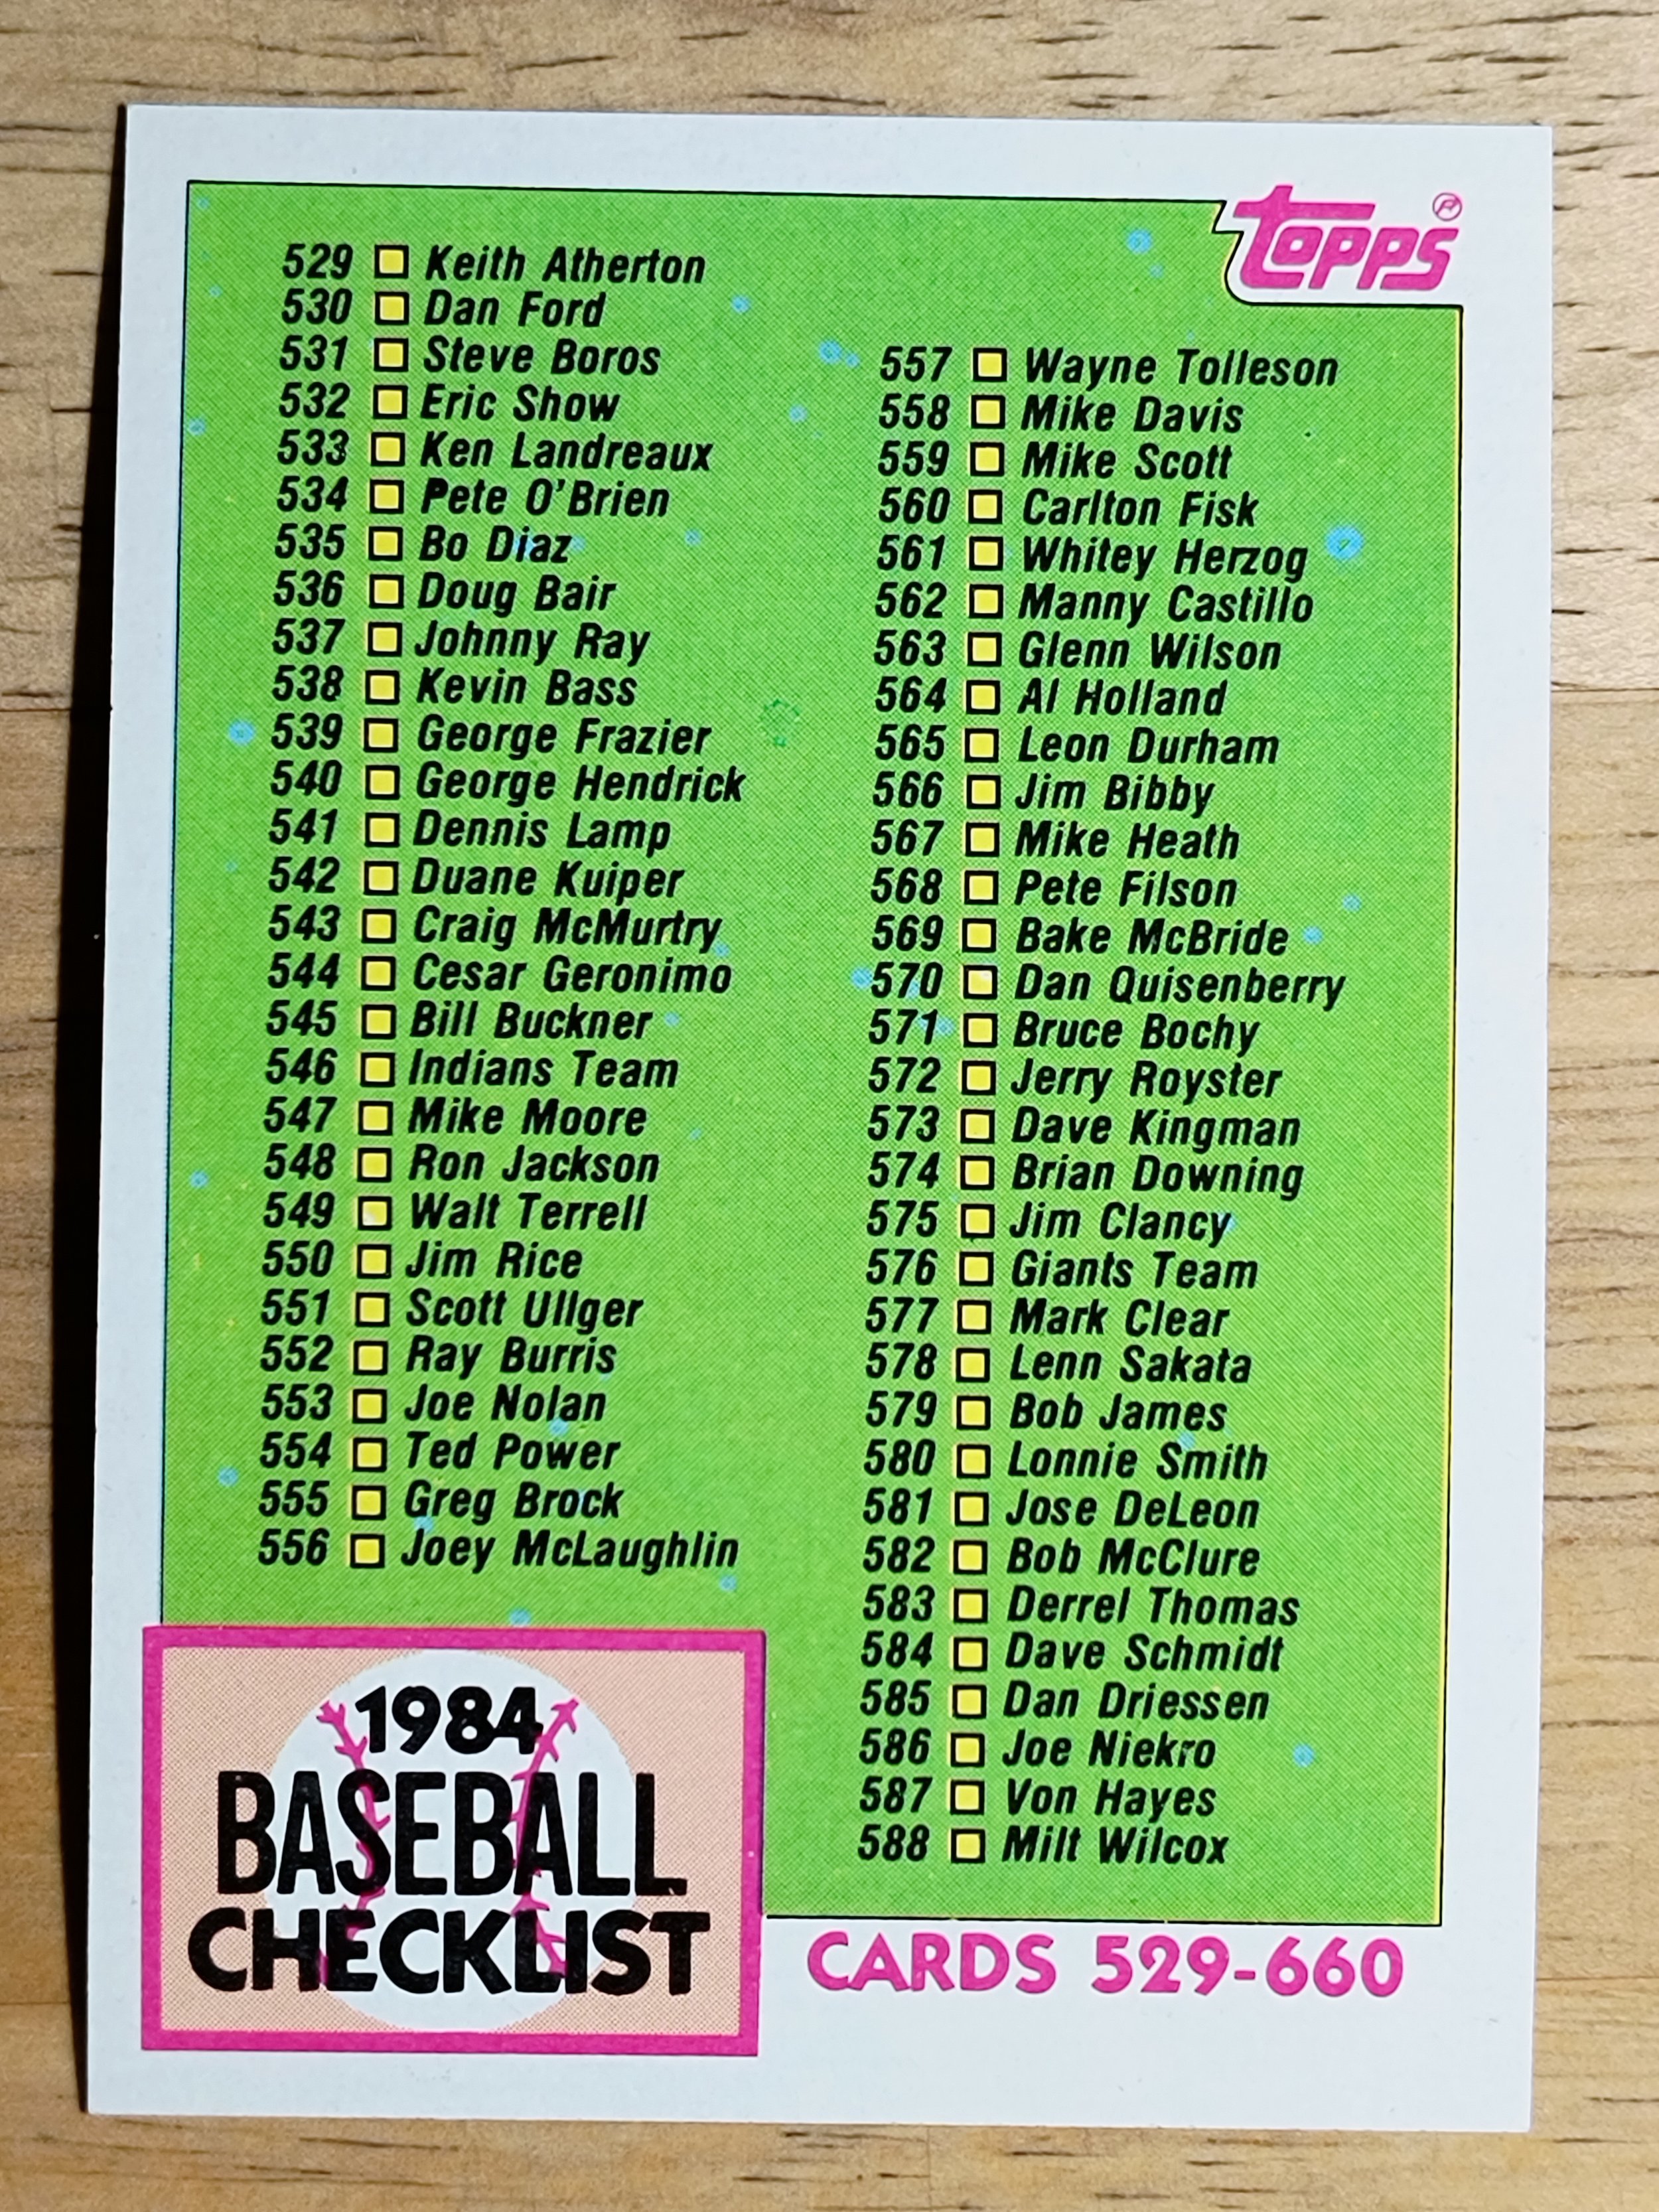 Topps ®
529 Keith Atherton
530 Dan Ford
531 Steve Boros
532 Eric Show
533 Ken Landreaux
534 Pete O'Brien
535 Bo Diaz
536 Doug Bair
537 Johnny Ray
538 Kevin Bass
539 George Frazier
540 George Hendrick
541 Dennis Lamp
542 Duane Kuiper
543 Craig McMurtry
544 Cesar Geronimo
545 Bill Buckner
546 Indians Team
547 Mike Moore
548 Ron Jackson
549 Walt Terrell
550 Jim Rice
551 Scott Ullger
552 Ray Burris
553 Joe Nolan
554 Ted Power
555 Greg Brock
556 Joey McLaughlin
557 Wayne Tolleson
558 Mike Davis
559 Mike Scott
560 Carlton Fisk
561 Whitey Herzog
562 Manny Castillo
563 Glenn Wilson
564 Al Holland
565 Leon Durham
566 Jim Bibby
567 Mike Heath
568 Pete Filson
569 Bake McBride
570 Dan Quisenberry
571 Bruce Bochy
572 Jerry Royster
573 Dave Kingman
574 Brian Downing
575 Jim Clancy
576 Giants Team
577 Mark Clear
578 Lenn Sakata
579 Bob James
580 Lonnie Smith
581 Jose DeLeon
582 Bob McClure
583 Derrel Thomas
584 Dave Schmidt
585 Dan Driessen
586 Joe Niekro
587 Von Hayes
588 Milt Wilcox
1984
BASEBALL
CHECKLIST
CARDS 529-660